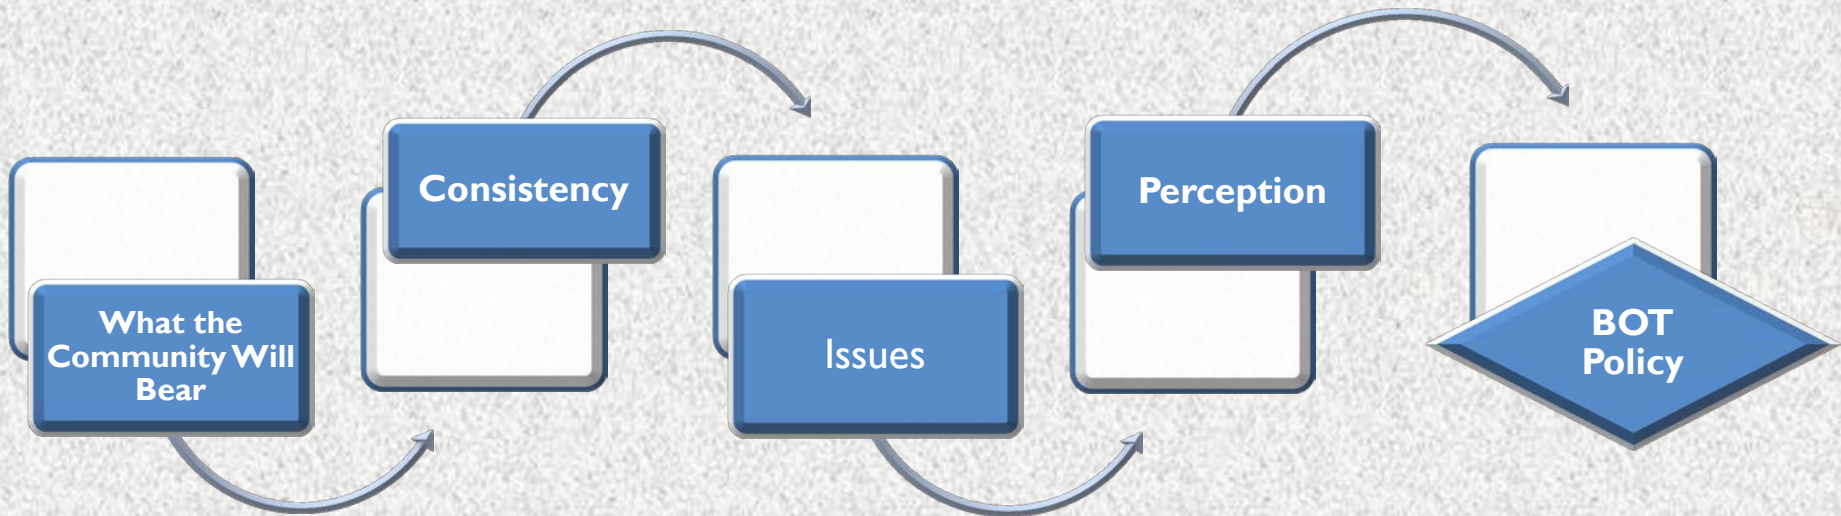 What the
Community Will
Bear
Consistency
Issues
Perception
BOT
Policy